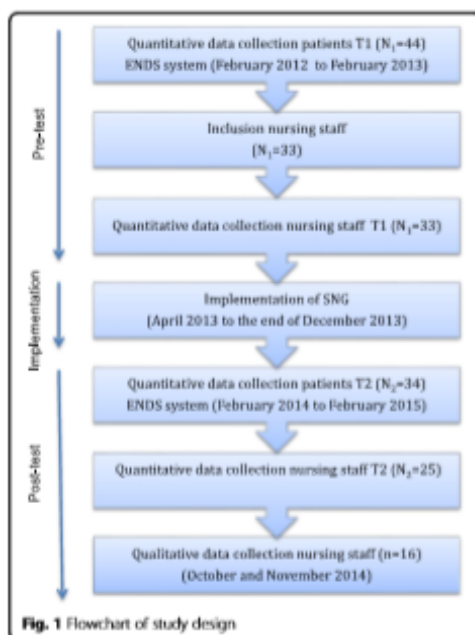 Quantitative data collection patients T1 (N₁=44)
ENDS system (February 2012 to February 2013)
Inclusion nursing staff
(N₁=33)
Quantitative data collection nursing staff T1 (N₁=33)
Pre-test
Implementation of SNG
(April 2013 to the end of December 2013)
Implementation
Quantitative data collection patients T2 (N₂=34)
ENDS system (February 2014 to February 2015)
Quantitative data collection nursing staff T2 (N₂=25)
Qualitative data collection nursing staff (n=16)
(October and November 2014)
Post-test
Fig. 1 Flowchart of study design